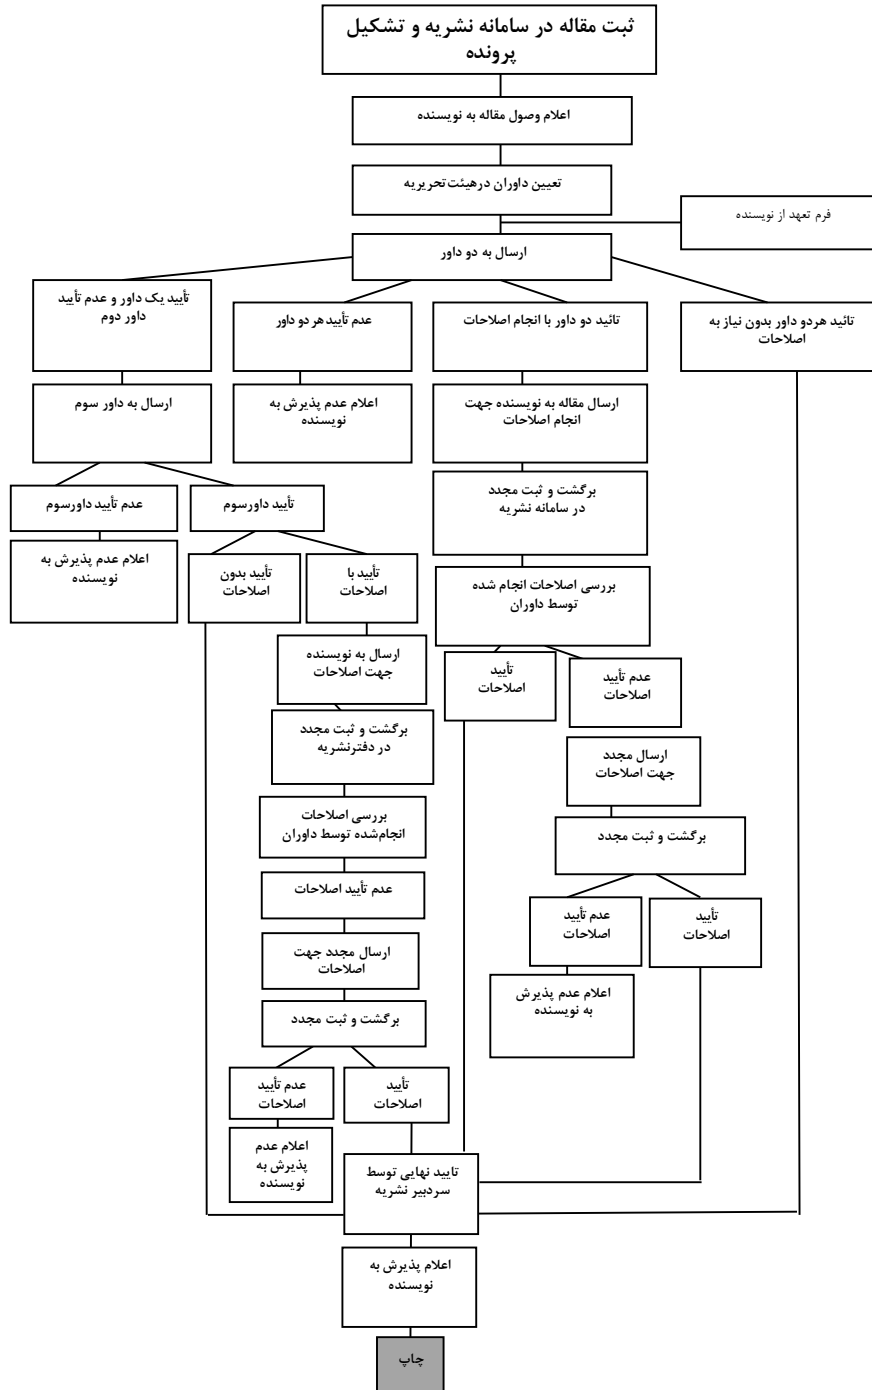 ثبت مقاله در سامانه نشریه و تشکیل
پرونده
اعلام وصول مقاله به نویسنده
تعیین داوران درهیئت‌تحریریه
فرم تعهد از نویسنده
ارسال به دو داور
تائید هردو داور بدون نیاز به
اصلاحات
تائید دو داور با انجام اصلاحات
عدم تأییدهر دو داور
تأیید یک داور و عدم تأیید
داور دوم
ارسال مقاله به نویسنده جهت
انجام اصلاحات
اعلام عدم پذیرش به
نویسنده
ارسال به داور سوم
برگشت و ثبت مجدد
در سامانه نشریه
تأیید داورسوم
عدم تأیید داورسوم
بررسی اصلاحات انجام شده
توسط داوران
تأیید با
اصلاحات
تأیید بدون
اصلاحات
اعلام عدم پذیرش به
نویسنده
عدم تأیید
اصلاحات
تأیید
اصلاحات
ارسال به نویسنده
جهت اصلاحات
برگشت و ثبت مجدد
در دفترنشریه
ارسال مجدد
جهت اصلاحات
بررسی اصلاحات
انجام‌شده توسط داوران
برگشت و ثبت مجدد
عدم تأیید اصلاحات
تأیید
اصلاحات
عدم تأیید
اصلاحات
ارسال مجدد جهت
اصلاحات
اعلام عدم پذیرش
به نویسنده
برگشت و ثبت مجدد
تأیید
اصلاحات
عدم تأیید
اصلاحات
اعلام عدم
پذیرش به
نویسنده
تایید نهایی توسط
سردبیر نشریه
اعلام پذیرش به
نویسنده
چاپ